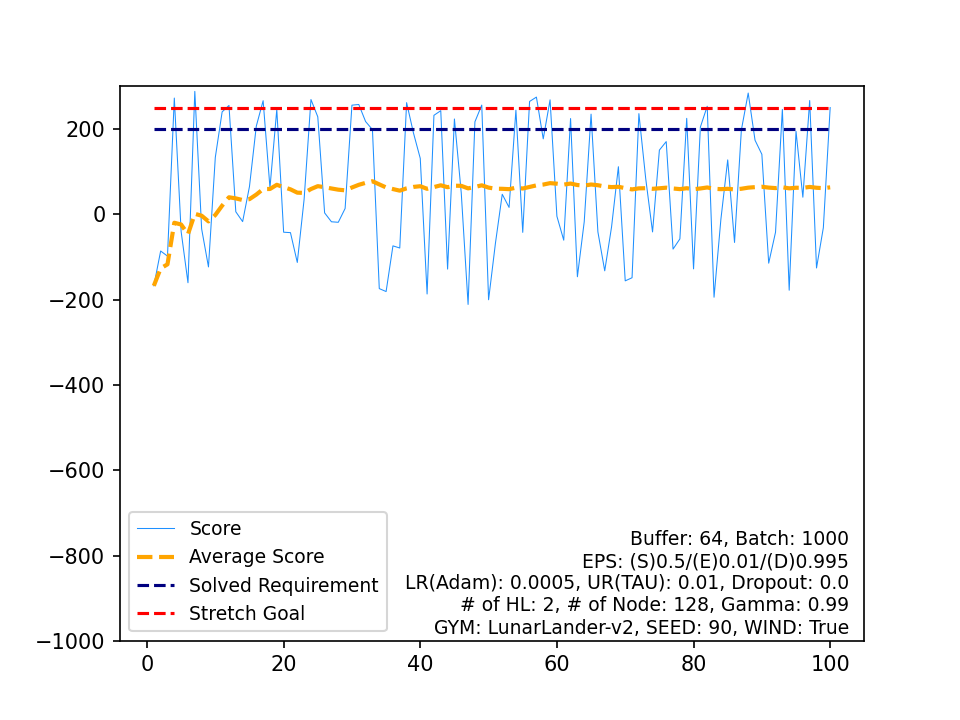 200
0
−200
−400
−600
−800
−1000
0
20
40
60
80
100
Score
Average Score
Solved Requirement
Stretch Goal
Buffer: 64, Batch: 1000
EPS: (S)0.5/(E)0.01/(D)0.995
LR(Adam): 0.0005, UR(TAU): 0.01, Dropout: 0.0
# of HL: 2, # of Node: 128, Gamma: 0.99
GYM: LunarLander-v2, SEED: 90, WIND: True